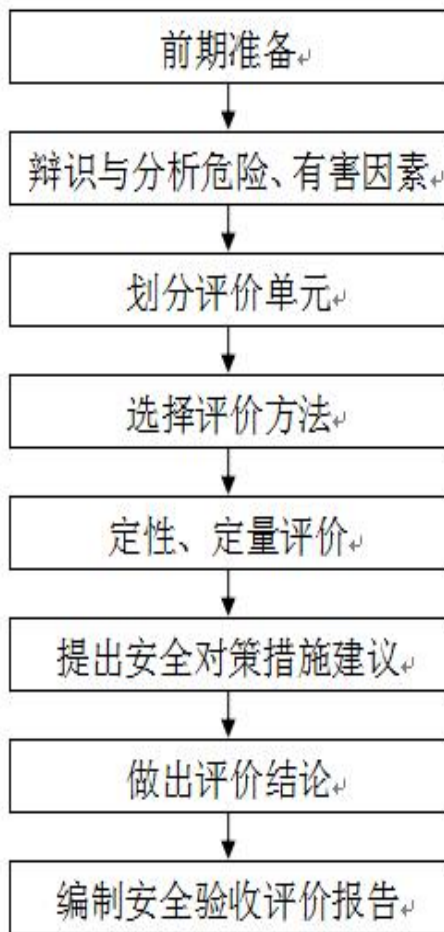 前期准备
辩识与分析危险、有害因素
划分评价单元
选择评价方法
定性、定量评价
提出安全对策措施建议
做出评价结论
编制安全验收评价报告